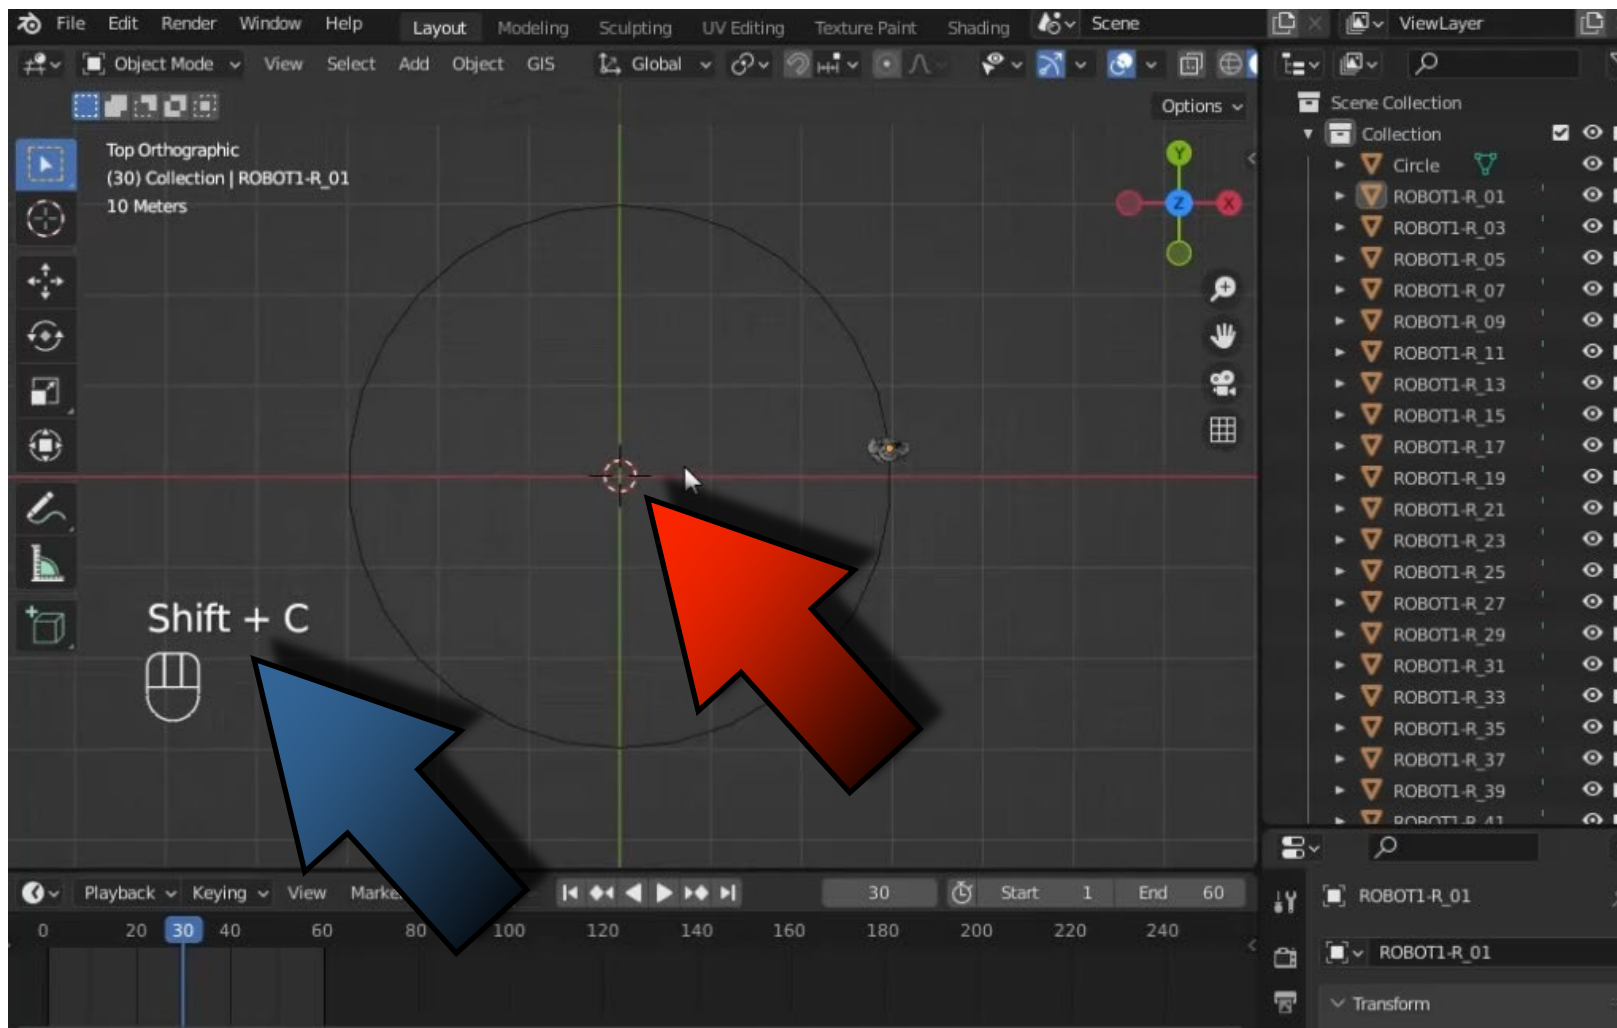 File Edit Render Window Help Layout Modeling Sculpting UV Editing Texture Paint Shading Scene ViewLayer
Object Mode View Select Add Object GIS Global
Options
Top Orthographic
(30) Collection | ROBOT1-R_01
10 Meters
Y
Z
X
Shift + C
Scene Collection
Collection
Circle
ROBOT1-R_01
ROBOT1-R_03
ROBOT1-R_05
ROBOT1-R_07
ROBOT1-R_09
ROBOT1-R_11
ROBOT1-R_13
ROBOT1-R_15
ROBOT1-R_17
ROBOT1-R_19
ROBOT1-R_21
ROBOT1-R_23
ROBOT1-R_25
ROBOT1-R_27
ROBOT1-R_29
ROBOT1-R_31
ROBOT1-R_33
ROBOT1-R_35
ROBOT1-R_37
ROBOT1-R_39
ROBOT1-R_41
Playback Keying View 30 Start 1 End 60
0 20 30 40 60 80 100 120 140 160 180 200 220 240
ROBOT1-R_01
ROBOT1-R_01
Transform